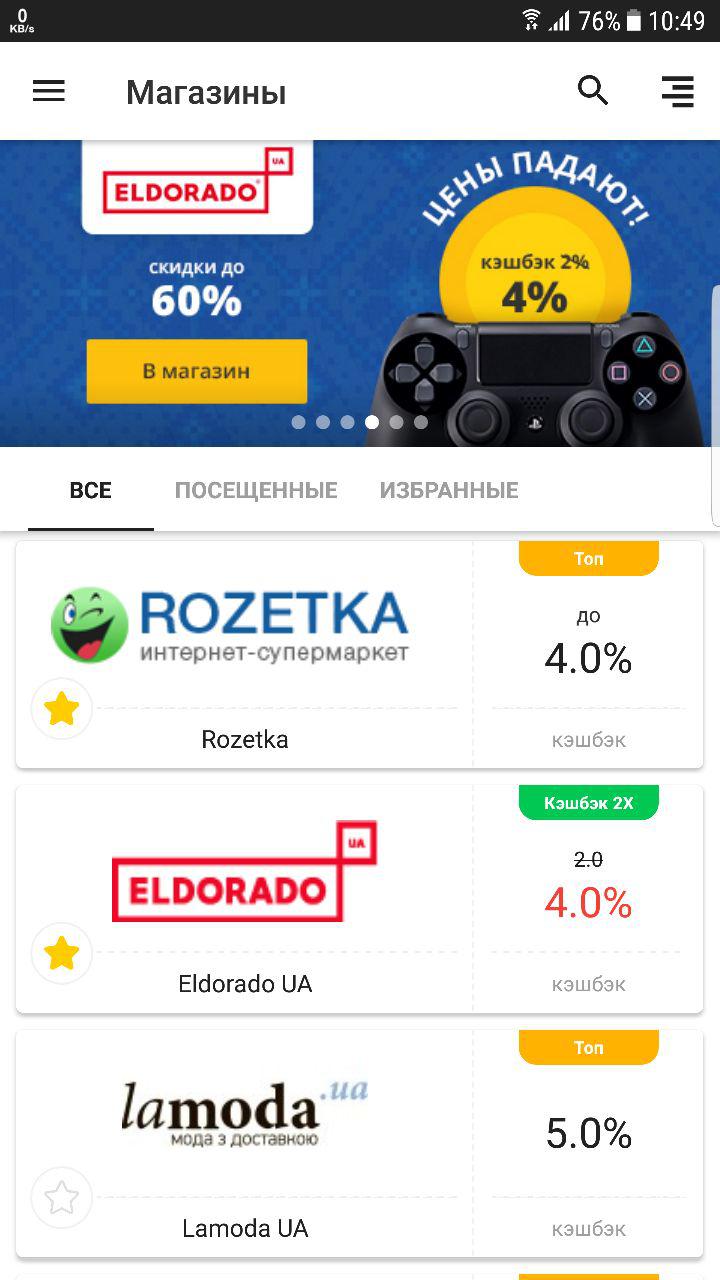 0
KB/s
76%
10:49
Магазины
UA
ELDORADO
скидки до
60%
В магазин
ЦЕНЫ ПАДАЮТ!
кэшбэк 2%
4%
ВСЕ
ПОСЕЩЕННЫЕ
ИЗБРАННЫЕ
Топ
ROZETKA
интернет-супермаркет
до
4.0%
Rozetka
кэшбэк
Кэшбэк 2X
UA
ELDORADO
2.0
4.0%
Eldorado UA
кэшбэк
Топ
lamoda.ua
мода з доставкою
5.0%
Lamoda UA
кэшбэк